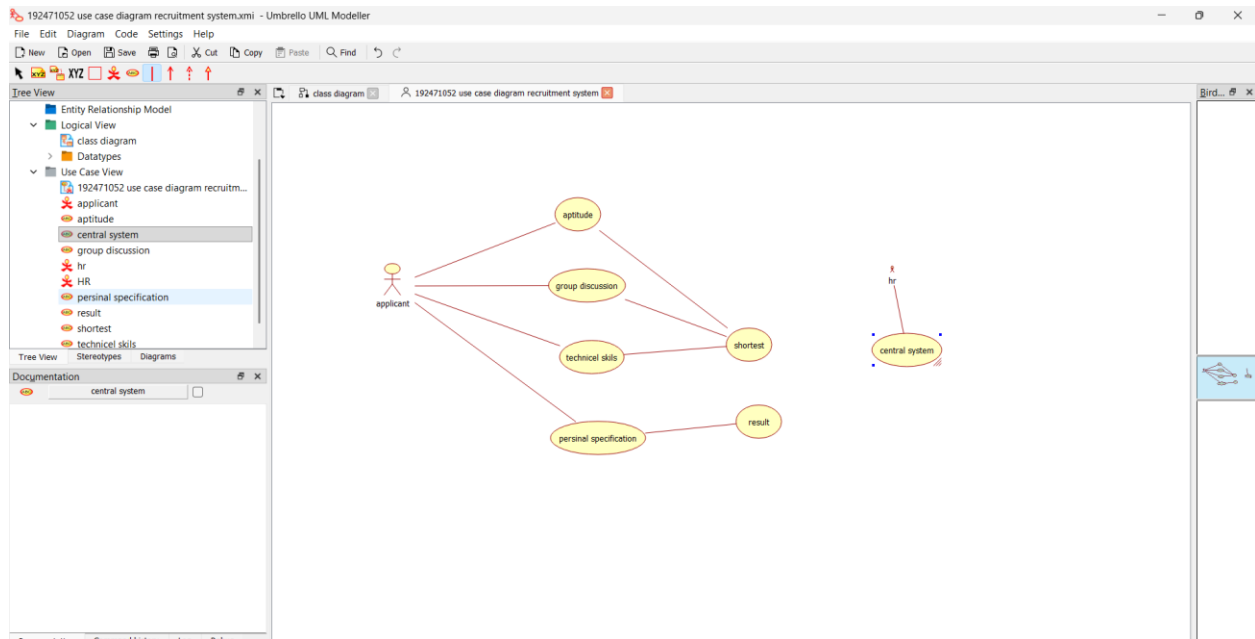 192471052 use case diagram recruitment system.xmi - Umbrello UML Modeller
File Edit Diagram Code Settings Help
New Open Save Cut Copy Paste Find
XYZ XYZ
Tree View
class diagram
192471052 use case diagram recruitment system
Bird...
Entity Relationship Model
Logical View
class diagram
Datatypes
Use Case View
192471052 use case diagram recruitm...
applicant
aptitude
central system
group discussion
hr
HR
persinal specification
result
shortest
technicel skils
Tree View Stereotypes Diagrams
Documentation
central system
aptitude
group discussion
applicant
technicel skils
shortest
persinal specification
result
hr
central system